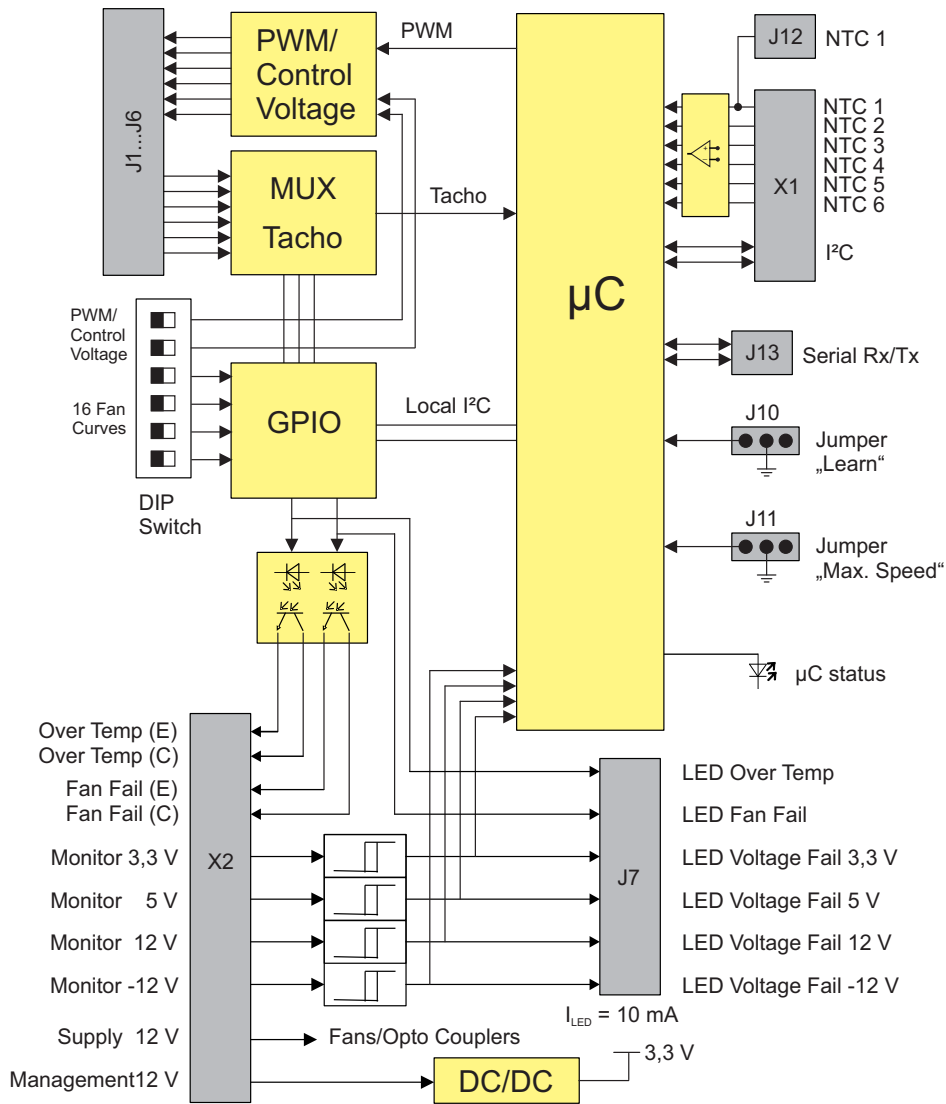 PWM/
Control
Voltage
PWM
J12
NTC 1
J1...J6
NTC 1
NTC 2
NTC 3
NTC 4
NTC 5
NTC 6
X1
I²C
MUX
Tacho
Tacho
µC
PWM/
Control
Voltage
16 Fan
Curves
DIP
Switch
GPIO
Local I²C
J13
Serial Rx/Tx
J10
Jumper
„Learn“
J11
Jumper
„Max. Speed“
µC status
Over Temp (E)
Over Temp (C)
Fan Fail (E)
Fan Fail (C)
Monitor 3,3 V
Monitor 5 V
Monitor 12 V
Monitor -12 V
Supply 12 V
Management12 V
X2
Fans/Opto Couplers
DC/DC
3,3 V
J7
LED Over Temp
LED Fan Fail
LED Voltage Fail 3,3 V
LED Voltage Fail 5 V
LED Voltage Fail 12 V
LED Voltage Fail -12 V
I_LED = 10 mA